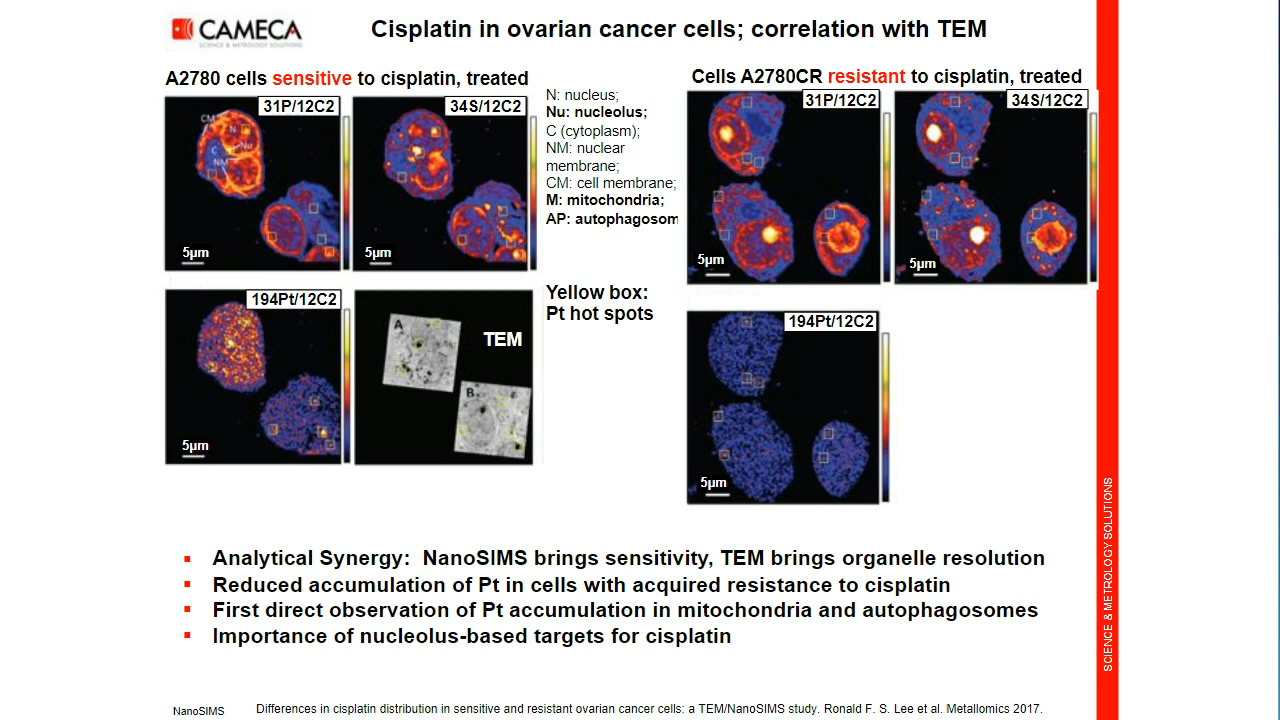 CAMECA
SCIENCE & METROLOGY SOLUTIONS
Cisplatin in ovarian cancer cells; correlation with TEM
A2780 cells sensitive to cisplatin, treated
31P/12C2
CM
N
C
Nu
NM
5µm
34S/12C2
5µm
N: nucleus;
Nu: nucleolus;
C (cytoplasm);
NM: nuclear
membrane;
CM: cell membrane;
M: mitochondria;
AP: autophagosom
Cells A2780CR resistant to cisplatin, treated
31P/12C2
5µm
34S/12C2
5µm
194Pt/12C2
5µm
A
TEM
B
Yellow box:
Pt hot spots
194Pt/12C2
5µm
▪ Analytical Synergy: NanoSIMS brings sensitivity, TEM brings organelle resolution
▪ Reduced accumulation of Pt in cells with acquired resistance to cisplatin
▪ First direct observation of Pt accumulation in mitochondria and autophagosomes
▪ Importance of nucleolus-based targets for cisplatin
SCIENCE & METROLOGY SOLUTIONS
NanoSIMS
Differences in cisplatin distribution in sensitive and resistant ovarian cancer cells: a TEM/NanoSIMS study. Ronald F. S. Lee et al. Metallomics 2017.